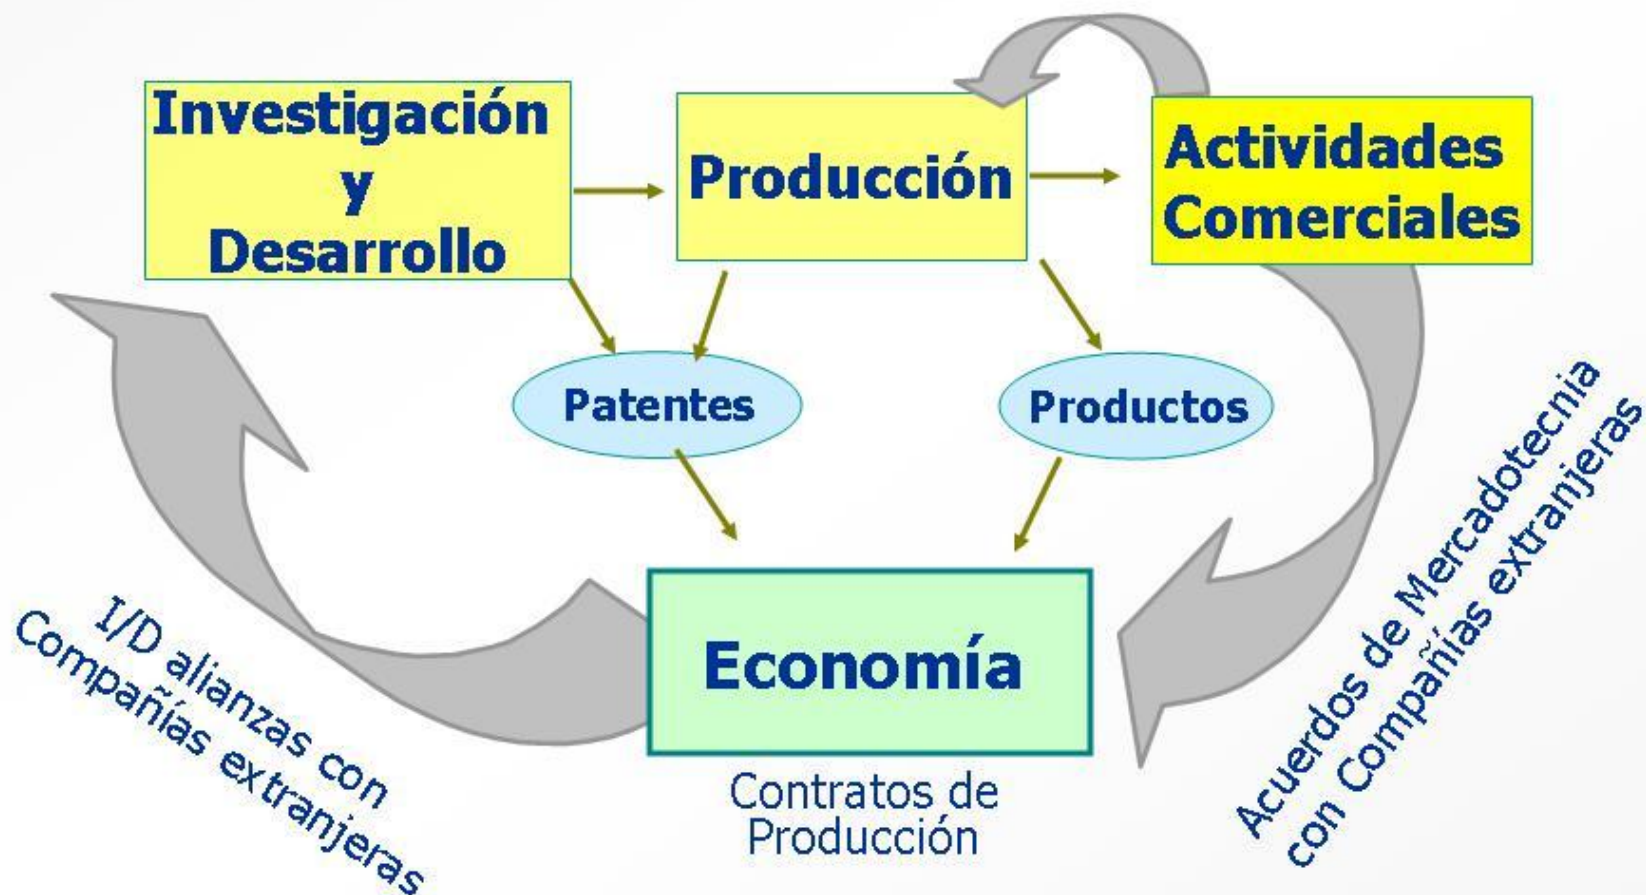 Investigación
y
Desarrollo
Producción
Actividades
Comerciales
Patentes
Productos
Economía
Contratos de
Producción
I/D alianzas con
Compañías extranjeras
Acuerdos de Mercadotecnia
con Compañías extranjeras